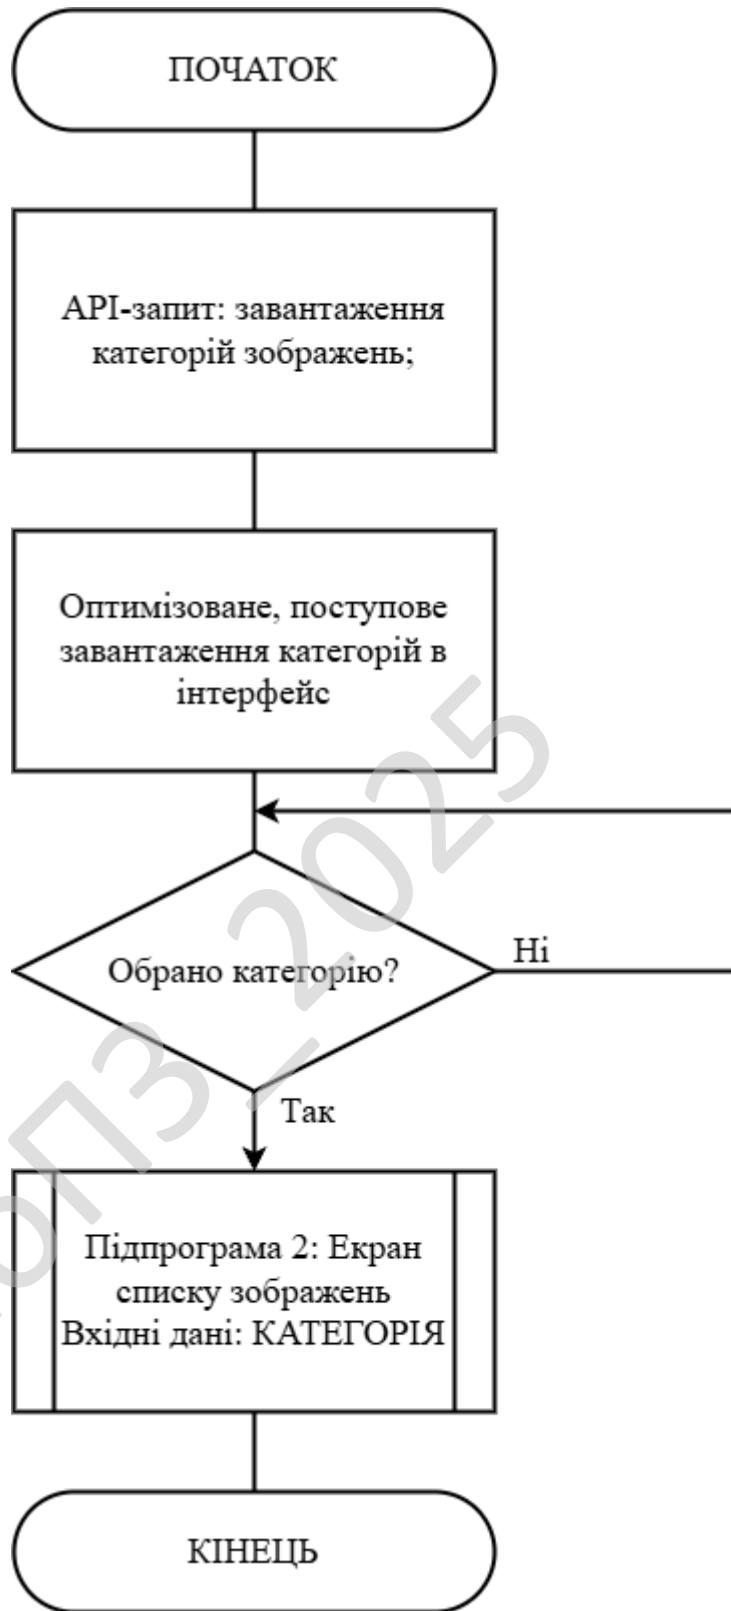 ПОЧАТОК
API-запит: завантаження
категорій зображень;
Оптимізоване, поступове
завантаження категорій в
інтерфейс
Обрано категорію?
Ні
Так
Підпрограма 2: Екран
списку зображень
Вхідні дані: КАТЕГОРІЯ
КІНЕЦЬ
ПЗ_2025